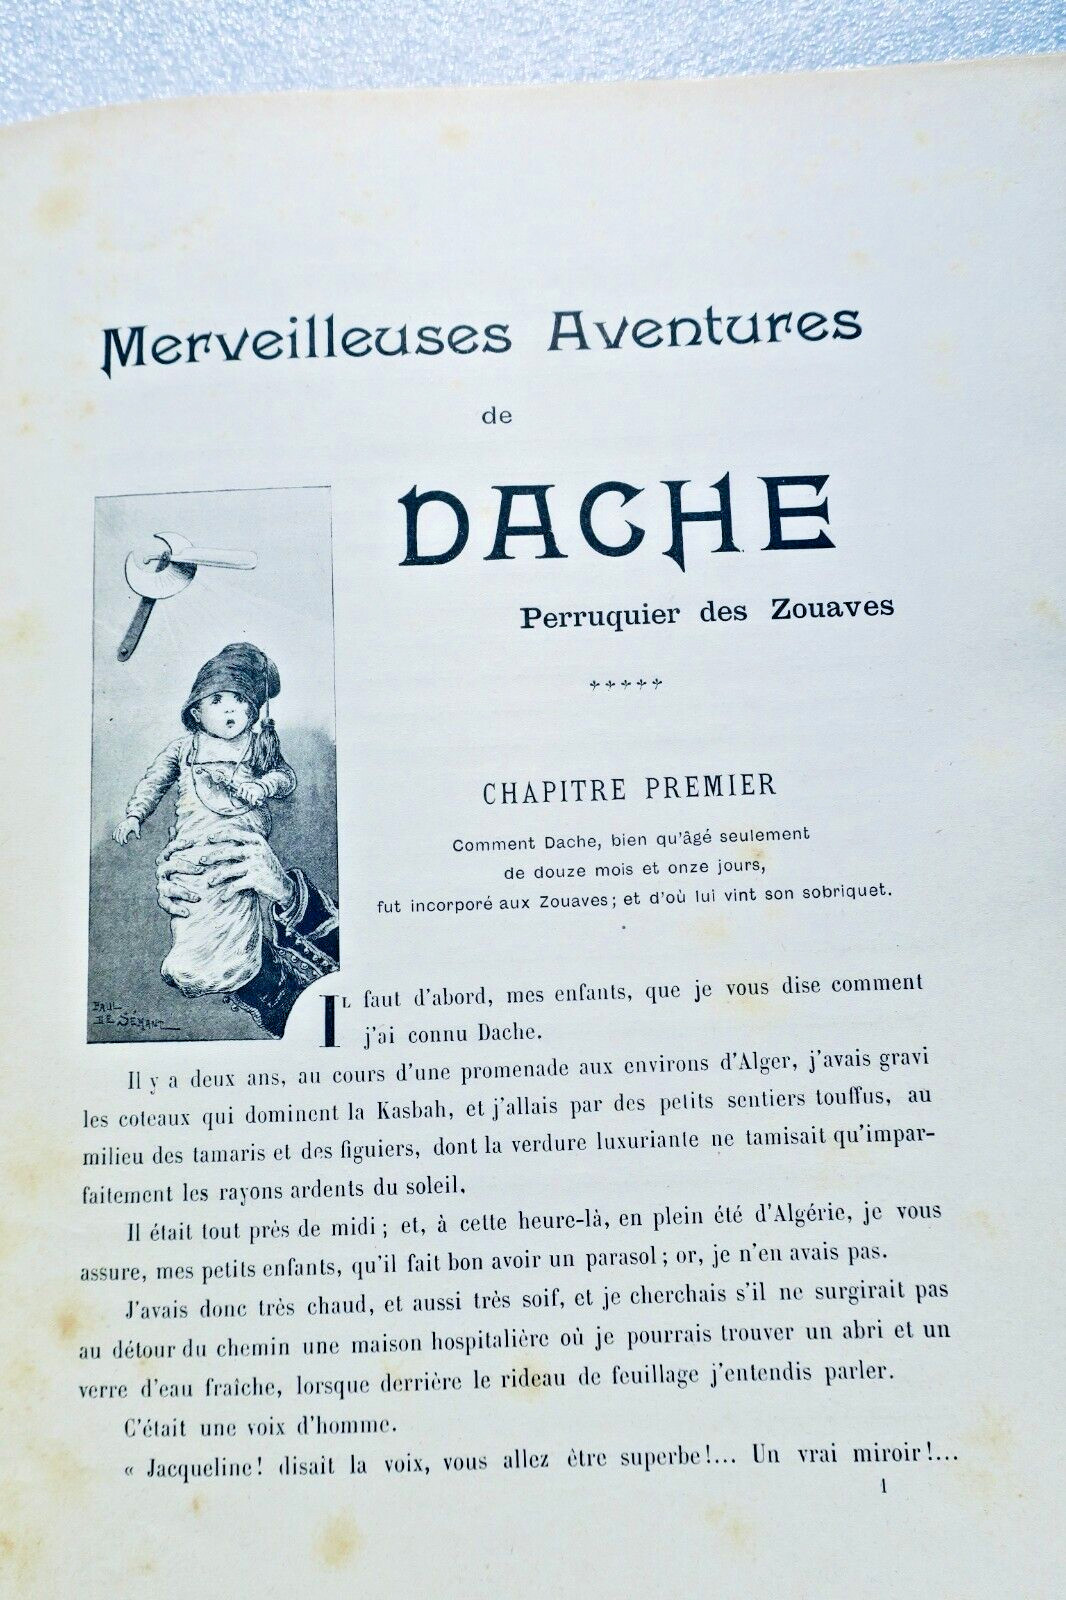 Merveilleuses Aventures
de
DACHE
Perruquier des Zouaves
CHAPITRE PREMIER
Comment Dache, bien qu'âgé seulement
de douze mois et onze jours,
fut incorporé aux Zouaves; et d'où lui vint son sobriquet.
PAUL
DE SÉMANT
IL faut d'abord, mes enfants, que je vous dise comment
j'ai connu Dache.
Il y a deux ans, au cours d'une promenade aux environs d'Alger, j'avais gravi
les coteaux qui dominent la Kasbah, et j'allais par des petits sentiers touffus, au
milieu des tamaris et des figuiers, dont la verdure luxuriante ne tamisait qu'impar-
faitement les rayons ardents du soleil.
Il était tout près de midi; et, à cette heure-là, en plein été d'Algérie, je vous
assure, mes petits enfants, qu'il fait bon avoir un parasol; or, je n'en avais pas.
J'avais donc très chaud, et aussi très soif, et je cherchais s'il ne surgirait pas
au détour du chemin une maison hospitalière où je pourrais trouver un abri et un
verre d'eau fraîche, lorsque derrière le rideau de feuillage j'entendis parler.
C'était une voix d'homme.
« Jacqueline! disait la voix, vous allez être superbe!... Un vrai miroir!...
1